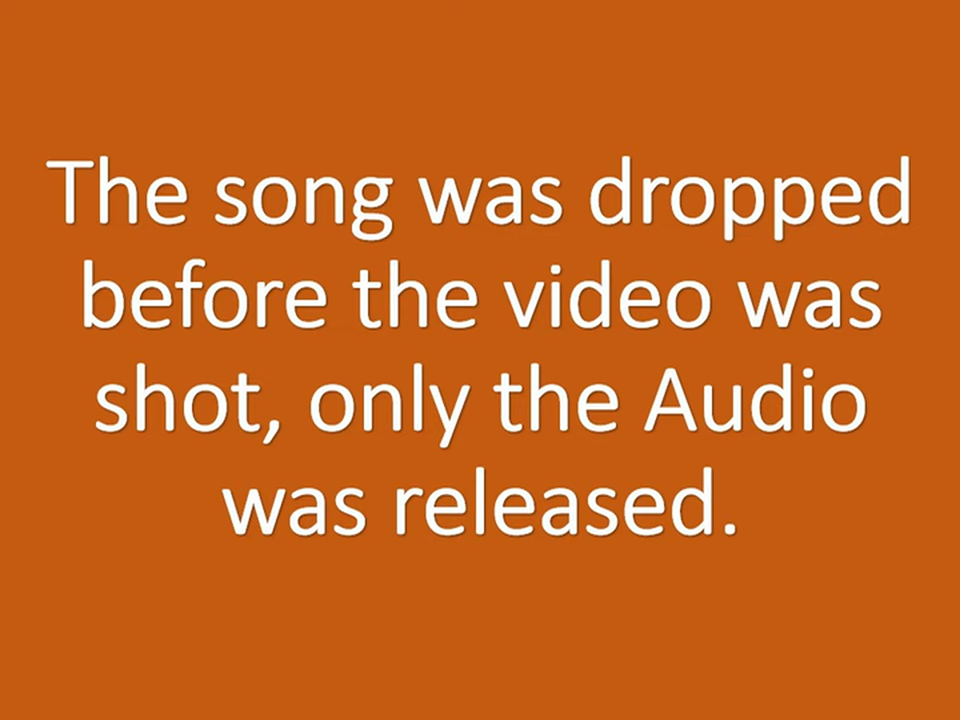 The song was dropped
before the video was
shot, only the Audio
was released.